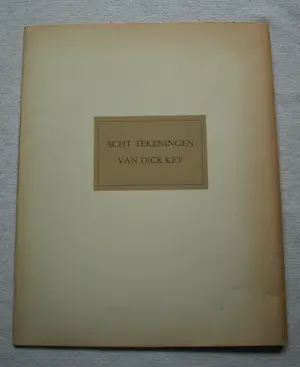 ACHT TEKENINGEN
VAN DICK KET